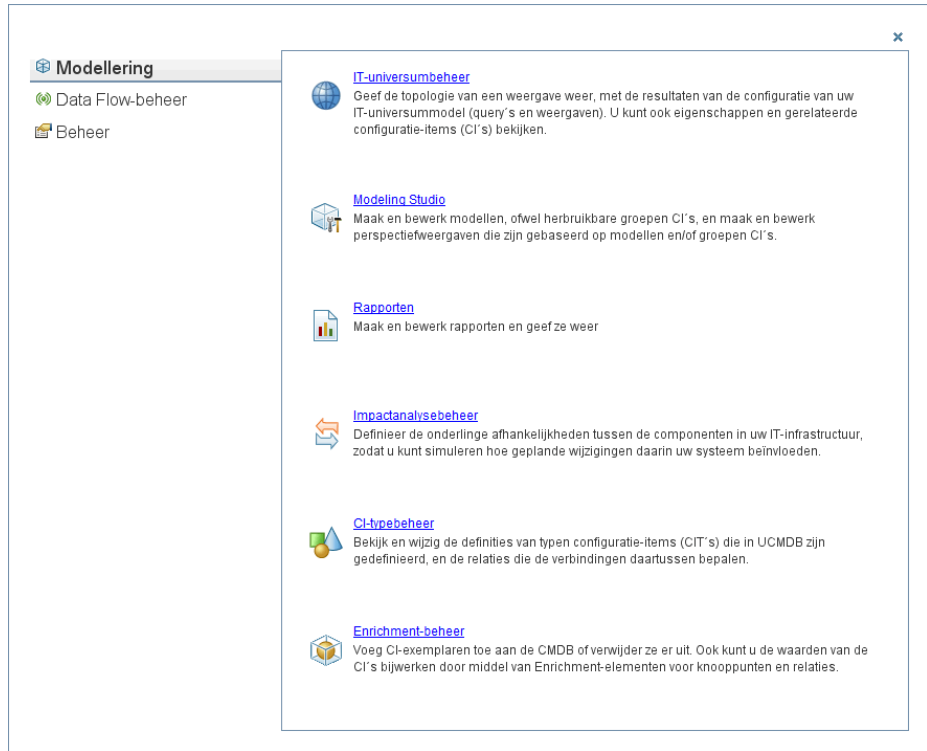 Modellering
Data Flow-beheer
Beheer
IT-universumbeheer
Geef de topologie van een weergave weer, met de resultaten van de configuratie van uw
IT-universummodel (query´s en weergaven). U kunt ook eigenschappen en gerelateerde
configuratie-items (CI´s) bekijken.
Modeling Studio
Maak en bewerk modellen, ofwel herbruikbare groepen CI´s, en maak en bewerk
perspectiefweergaven die zijn gebaseerd op modellen en/of groepen CI´s.
Rapporten
Maak en bewerk rapporten en geef ze weer
Impactanalysebeheer
Definieer de onderlinge afhankelijkheden tussen de componenten in uw IT-infrastructuur,
zodat u kunt simuleren hoe geplande wijzigingen daarin uw systeem beïnvloeden.
CI-typebeheer
Bekijk en wijzig de definities van typen configuratie-items (CIT´s) die in UCMDB zijn
gedefinieerd, en de relaties die de verbindingen daartussen bepalen.
Enrichment-beheer
Voeg CI-exemplaren toe aan de CMDB of verwijder ze er uit. Ook kunt u de waarden van de
CI´s bijwerken door middel van Enrichment-elementen voor knooppunten en relaties.